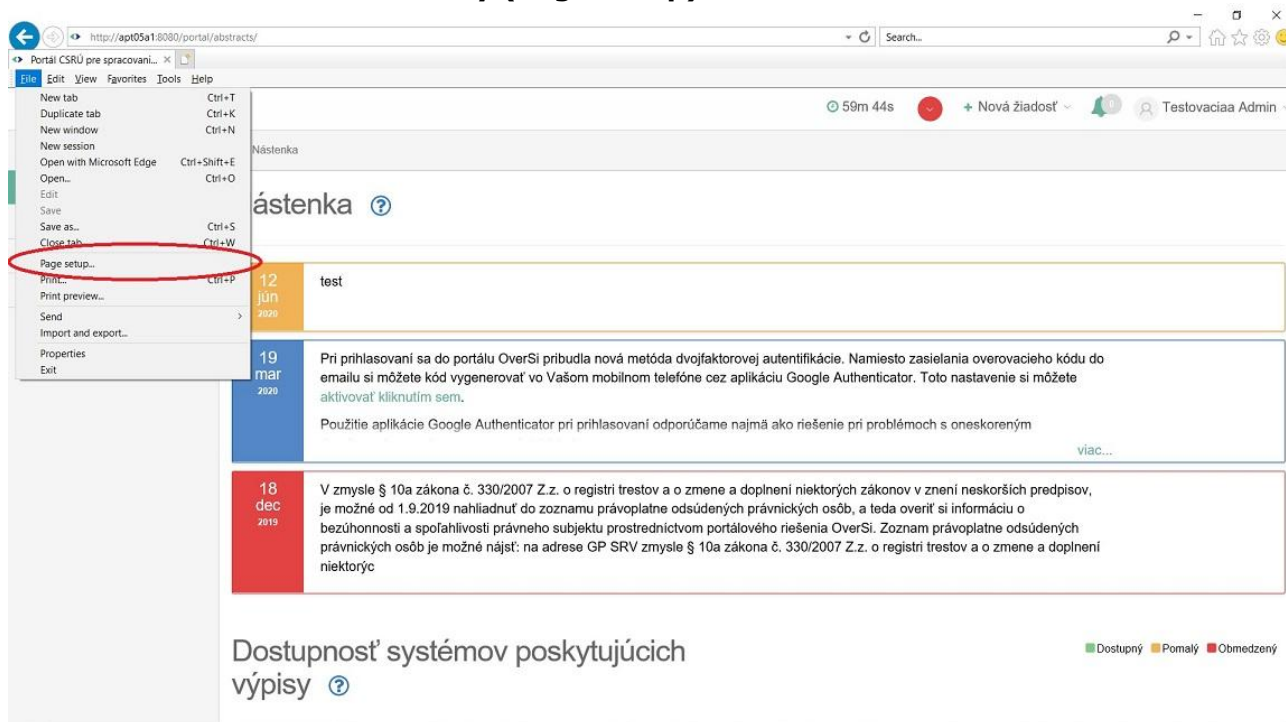 http://apt05a1:8080/portal/abstracts/
Search...
Portál CSRÚ pre spracovani...
File Edit View Favorites Tools Help
New tab Ctrl+T
Duplicate tab Ctrl+K
New window Ctrl+N
New session
Open with Microsoft Edge Ctrl+Shift+E
Open... Ctrl+O
Edit
Save
Save as... Ctrl+S
Close tab Ctrl+W
Page setup...
Print... Ctrl+P
Print preview...
Send
Import and export...
Properties
Exit
59m 44s
+ Nová žiadosť
0
Testovaciaa Admin
Nástenka
ástenka
12
jún
2020
test
19
mar
2020
Pri prihlasovaní sa do portálu OverSi pribudla nová metóda dvojfaktorovej autentifikácie. Namiesto zasielania overovacieho kódu do
emailu si môžete kód vygenerovať vo Vašom mobilnom telefóne cez aplikáciu Google Authenticator. Toto nastavenie si môžete
aktivovať kliknutím sem.
Použitie aplikácie Google Authenticator pri prihlasovaní odporúčame najmä ako riešenie pri problémoch s oneskoreným
viac...
18
dec
2019
V zmysle § 10a zákona č. 330/2007 Z.z. o registri trestov a o zmene a doplnení niektorých zákonov v znení neskorších predpisov,
je možné od 1.9.2019 nahliadnuť do zoznamu právoplatne odsúdených právnických osôb, a teda overiť si informáciu o
bezúhonnosti a spoľahlivosti právneho subjektu prostredníctvom portálového riešenia OverSi. Zoznam právoplatne odsúdených
právnických osôb je možné nájsť: na adrese GP SRV zmysle § 10a zákona č. 330/2007 Z.z. o registri trestov a o zmene a doplnení
niektorýc
Dostupnosť systémov poskytujúcich
výpisy
Dostupný Pomalý Obmedzený